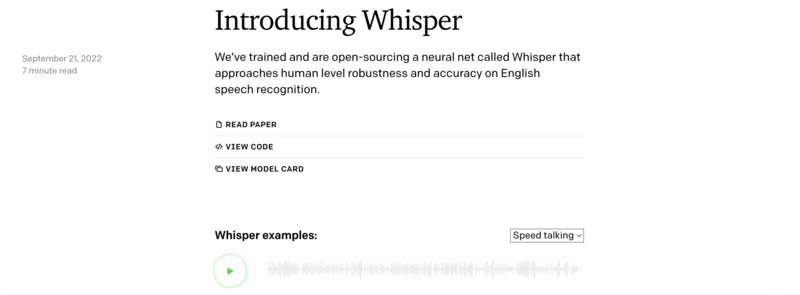 Introducing Whisper
September 21, 2022
7 minute read
We've trained and are open-sourcing a neural net called Whisper that
approaches human level robustness and accuracy on English
speech recognition.
READ PAPER
VIEW CODE
VIEW MODEL CARD
Whisper examples:
Speed talking